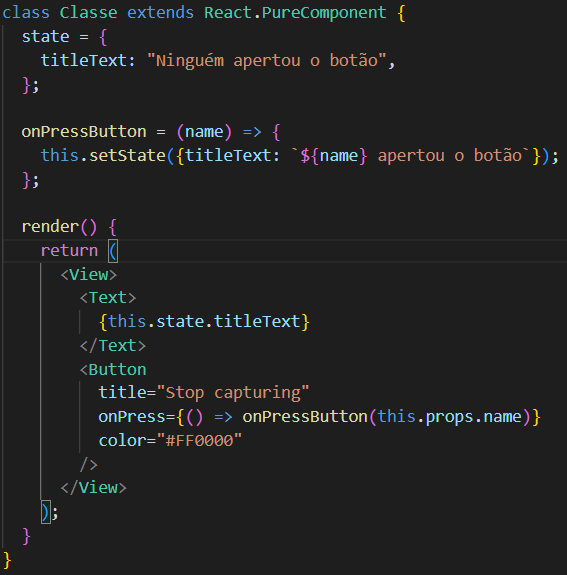 class Classe extends React.PureComponent {
  state = {
    titleText: "Ninguém apertou o botão",
  };

  onPressButton = (name) => {
    this.setState({titleText: `${name} apertou o botão`});
  };

  render() {
    return (
      <View>
        <Text>
          {this.state.titleText}
        </Text>
        <Button
          title="Stop capturing"
          onPress={() => onPressButton(this.props.name)}
          color="#FF0000"
        />
      </View>
    );
  }
}